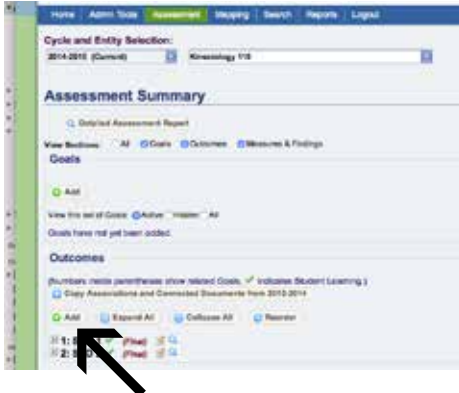 Home Admin Tools Assessment Mapping Search Reports Logout
Cycle and Entity Selection:
2014-2015 (Current) Kinesiology 110
Assessment Summary
Detailed Assessment Report
View Sections: All Goals Outcomes Measures & Findings
Goals
Add
View this set of Goals: Active Hidden All
Goals have not yet been added.
Outcomes
(Numbers inside parentheses show related Goals. ✓ indicates Student Learning.)
Copy Associations and Connected Documents from 2013-2014
Add Expand All Collapse All Reorder
1: ✓ (Final)
2: ✓ (Final)